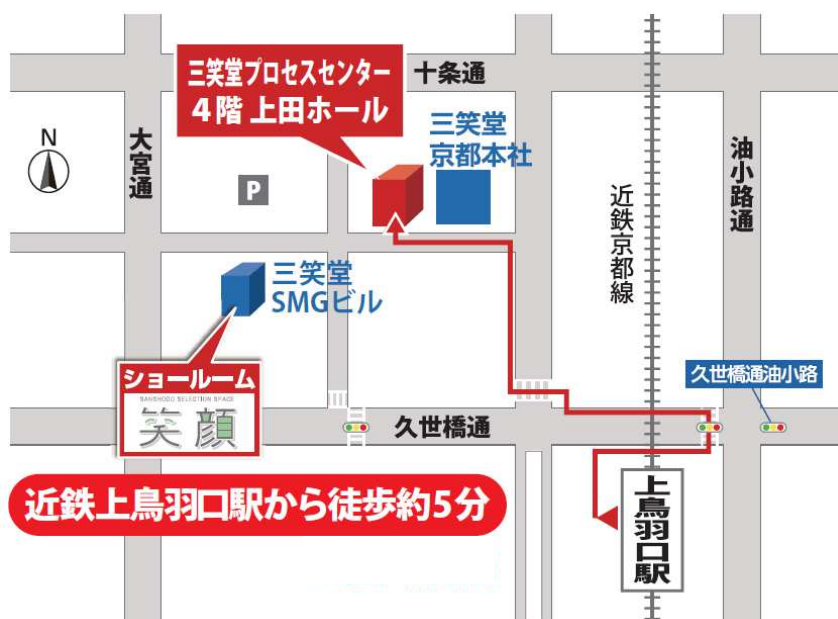 三笑堂プロセスセンター
4階 上田ホール
十条通
三笑堂
京都本社
N
大宮通
P
油小路通
近鉄京都線
三笑堂
SMGビル
ショールーム
SANSHODO SELECTION SPACE
笑顔
久世橋通油小路
久世橋通
近鉄上鳥羽口駅から徒歩約5分
上鳥羽口駅